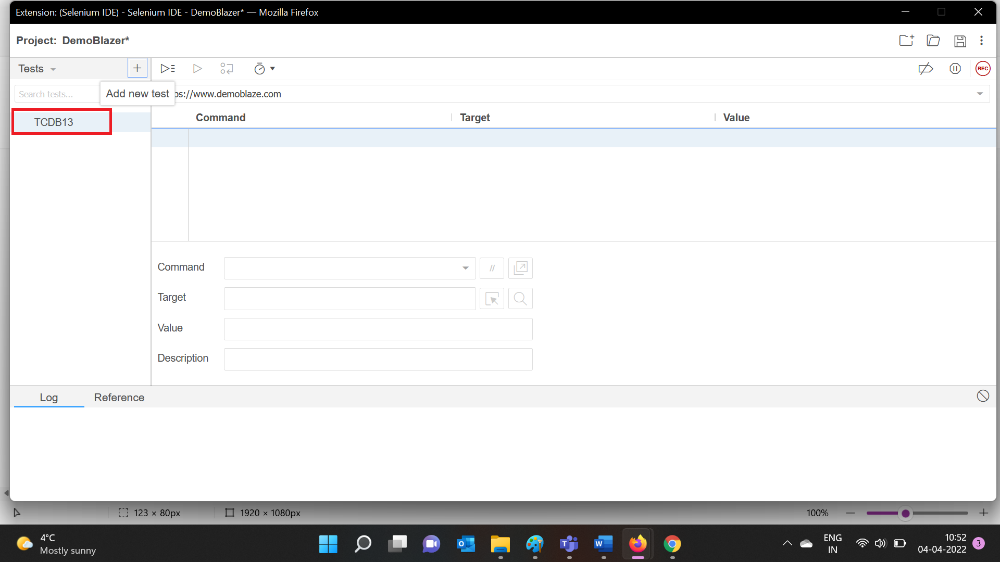 Extension: (Selenium IDE) - Selenium IDE - DemoBlazer* — Mozilla Firefox
Project: DemoBlazer*
Tests
REC
Search tests...
Add new test
ps://www.demoblaze.com
TCDB13
Command Target Value
Command
//
Target
Value
Description
Log Reference
123 × 80px
1920 × 1080px
100%
4°C
Mostly sunny
ENG
IN
10:52
04-04-2022
3